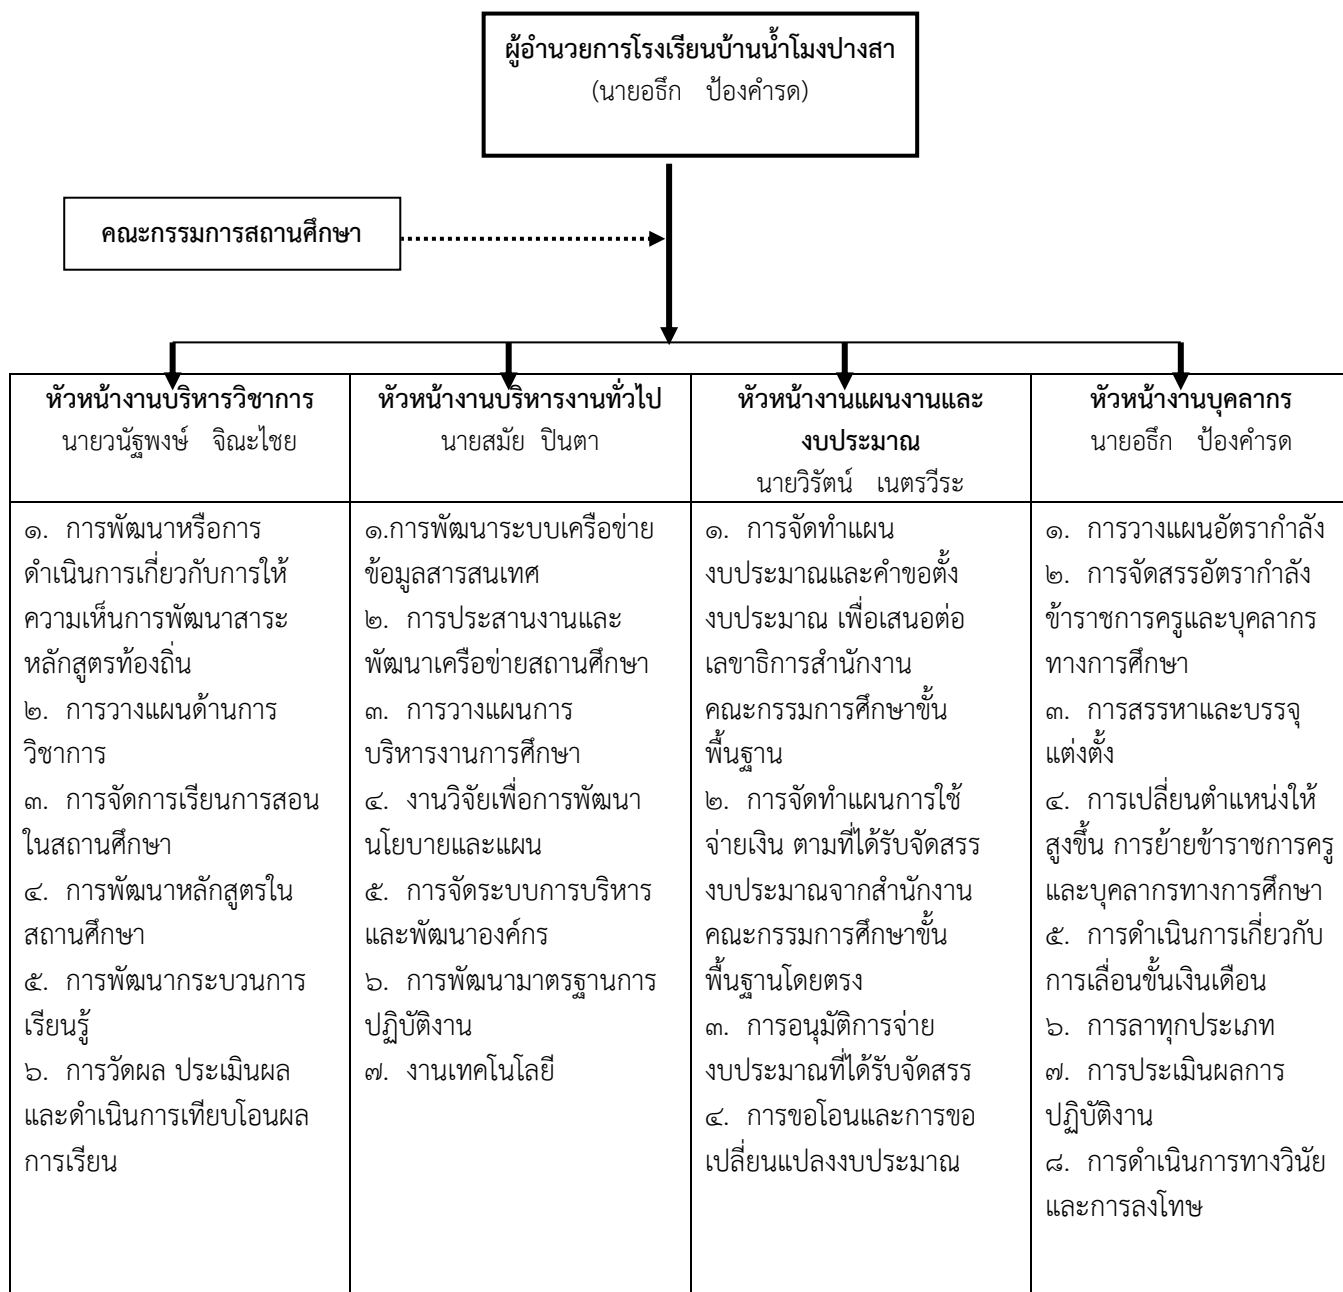 ผู้อำนวยการโรงเรียนบ้านน้ำโมงปางสา
(นายอธึก ป้องคำรด)
คณะกรรมการสถานศึกษา
หัวหน้างานบริหารวิชาการ
นายวนัฐพงษ์ จิณะไชย
หัวหน้างานบริหารงานทั่วไป
นายสมัย ปินตา
หัวหน้างานแผนงานและ
งบประมาณ
นายวิรัตน์ เนตรวีระ
หัวหน้างานบุคลากร
นายอธึก ป้องคำรด
๑. การพัฒนาหรือการ
ดำเนินการเกี่ยวกับการให้
ความเห็นการพัฒนาสาระ
หลักสูตรท้องถิ่น
๒. การวางแผนด้านการ
วิชาการ
๓. การจัดการเรียนการสอน
ในสถานศึกษา
๔. การพัฒนาหลักสูตรใน
สถานศึกษา
๕. การพัฒนากระบวนการ
เรียนรู้
๖. การวัดผล ประเมินผล
และดำเนินการเทียบโอนผล
การเรียน
๑.การพัฒนาระบบเครือข่าย
ข้อมูลสารสนเทศ
๒. การประสานงานและ
พัฒนาเครือข่ายสถานศึกษา
๓. การวางแผนการ
บริหารงานการศึกษา
๔. งานวิจัยเพื่อการพัฒนา
นโยบายและแผน
๕. การจัดระบบการบริหาร
และพัฒนาองค์กร
๖. การพัฒนามาตรฐานการ
ปฏิบัติงาน
๗. งานเทคโนโลยี
๑. การจัดทำแผน
งบประมาณและคำขอตั้ง
งบประมาณ เพื่อเสนอต่อ
เลขาธิการสำนักงาน
คณะกรรมการศึกษาขั้น
พื้นฐาน
๒. การจัดทำแผนการใช้
จ่ายเงิน ตามที่ได้รับจัดสรร
งบประมาณจากสำนักงาน
คณะกรรมการศึกษาขั้น
พื้นฐานโดยตรง
๓. การอนุมัติการจ่าย
งบประมาณที่ได้รับจัดสรร
๔. การขอโอนและการขอ
เปลี่ยนแปลงงบประมาณ
๑. การวางแผนอัตรากำลัง
๒. การจัดสรรอัตรากำลัง
ข้าราชการครูและบุคลากร
ทางการศึกษา
๓. การสรรหาและบรรจุ
แต่งตั้ง
๔. การเปลี่ยนตำแหน่งให้
สูงขึ้น การย้ายข้าราชการครู
และบุคลากรทางการศึกษา
๕. การดำเนินการเกี่ยวกับ
การเลื่อนขั้นเงินเดือน
๖. การลาทุกประเภท
๗. การประเมินผลการ
ปฏิบัติงาน
๘. การดำเนินการทางวินัย
และการลงโทษ